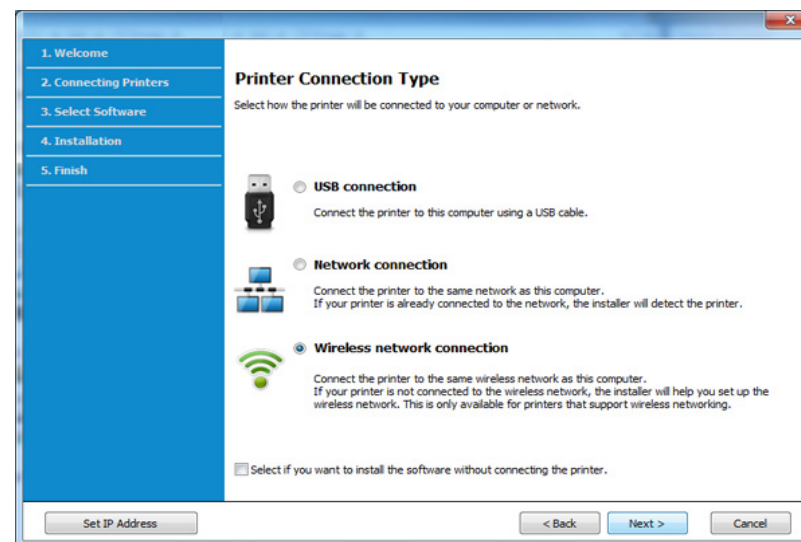 1. Welcome
2. Connecting Printers
3. Select Software
4. Installation
5. Finish
Printer Connection Type
Select how the printer will be connected to your computer or network.
USB connection
Connect the printer to this computer using a USB cable.
Network connection
Connect the printer to the same network as this computer.
If your printer is already connected to the network, the installer will detect the printer.
Wireless network connection
Connect the printer to the same wireless network as this computer.
If your printer is not connected to the wireless network, the installer will help you set up the
wireless network. This is only available for printers that support wireless networking.
Select if you want to install the software without connecting the printer.
Set IP Address
< Back
Next >
Cancel